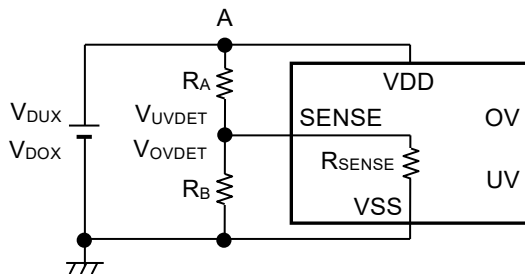 A
VDD
RA
VDUX
VUVDET
SENSE
OV
VDOX
VOVDET
RSENSE
RB
UV
VSS